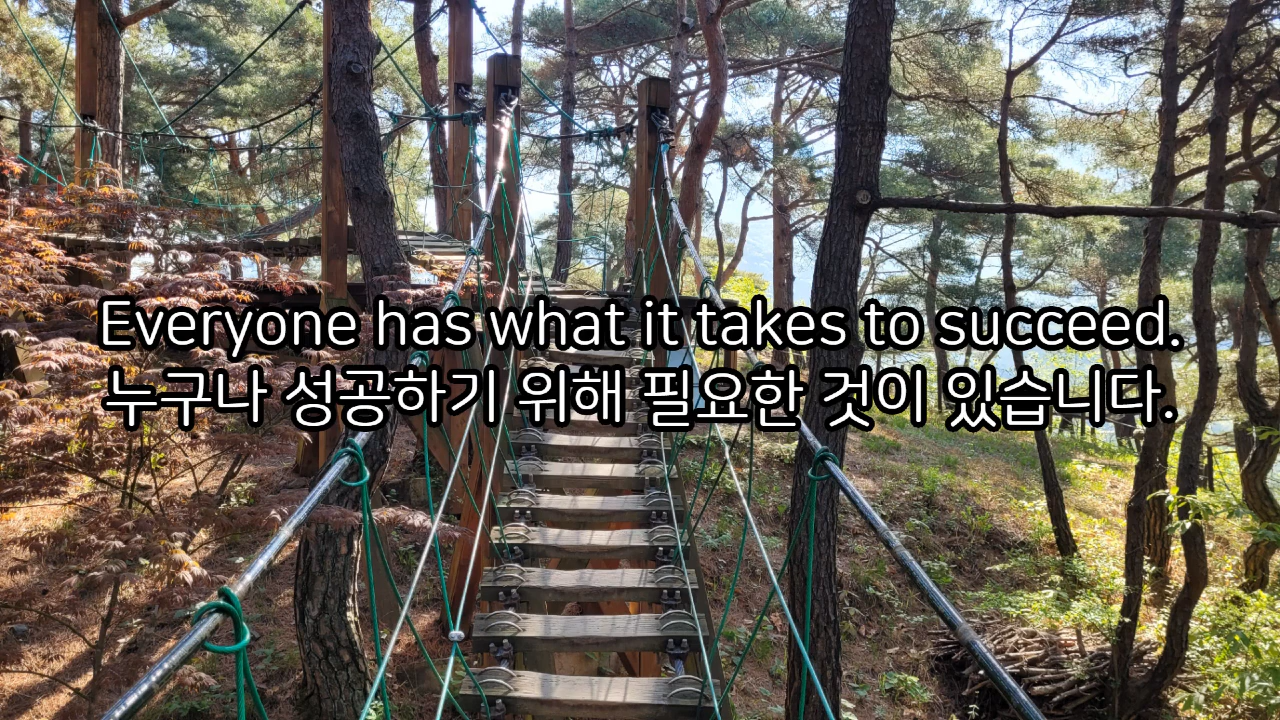 Everyone has what it takes to succeed.
누구나 성공하기 위해 필요한 것이 있습니다.